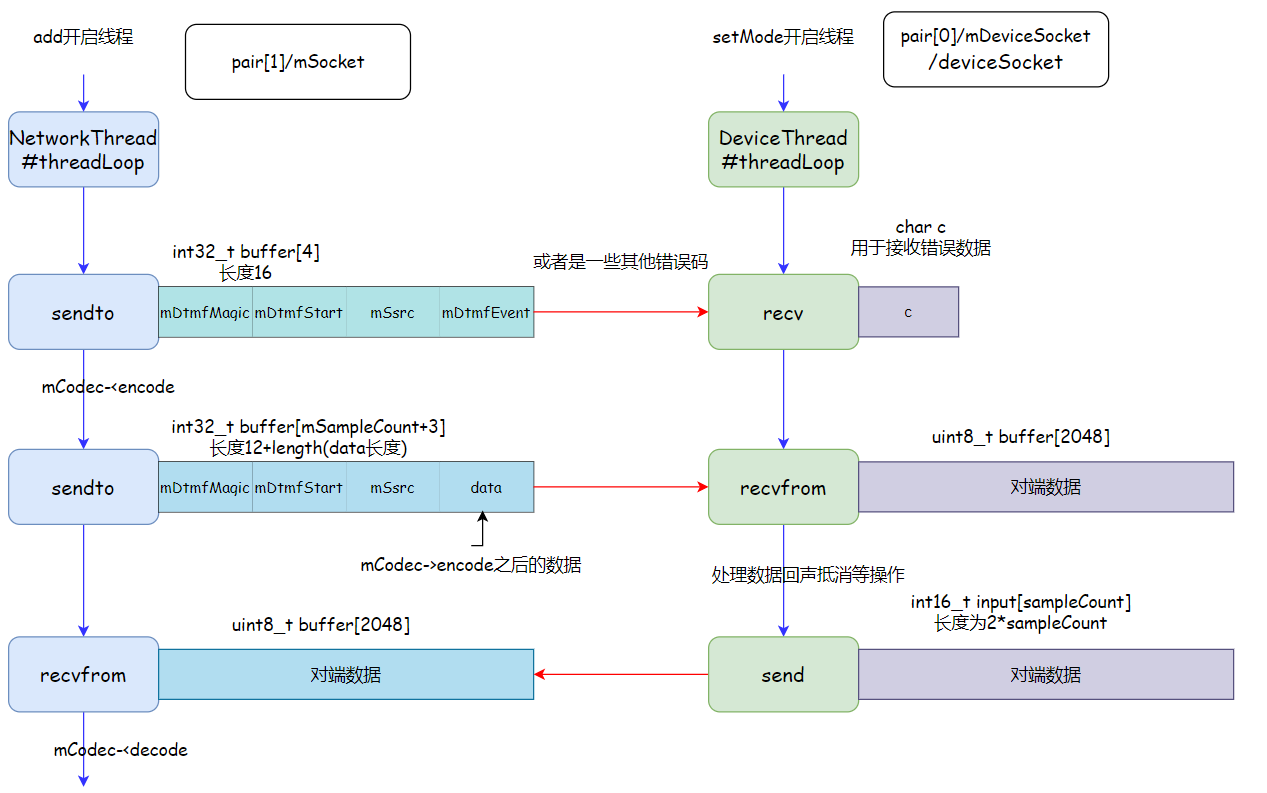 add开启线程
pair[1]/mSocket
setMode开启线程
pair[0]/mDeviceSocket
/deviceSocket
NetworkThread
#threadLoop
DeviceThread
#threadLoop
int32_t buffer[4]
长度16
或者是一些其他错误码
char c
用于接收错误数据
sendto
mDtmfMagic
mDtmfStart
mSsrc
mDtmfEvent
recv
c
mCodec-<encode
int32_t buffer[mSampleCount+3]
长度12+length(data长度)
uint8_t buffer[2048]
sendto
mDtmfMagic
mDtmfStart
mSsrc
data
recvfrom
对端数据
mCodec->encode之后的数据
处理数据回声抵消等操作
uint8_t buffer[2048]
int16_t input[sampleCount]
长度为2*sampleCount
recvfrom
对端数据
send
对端数据
mCodec-<decode